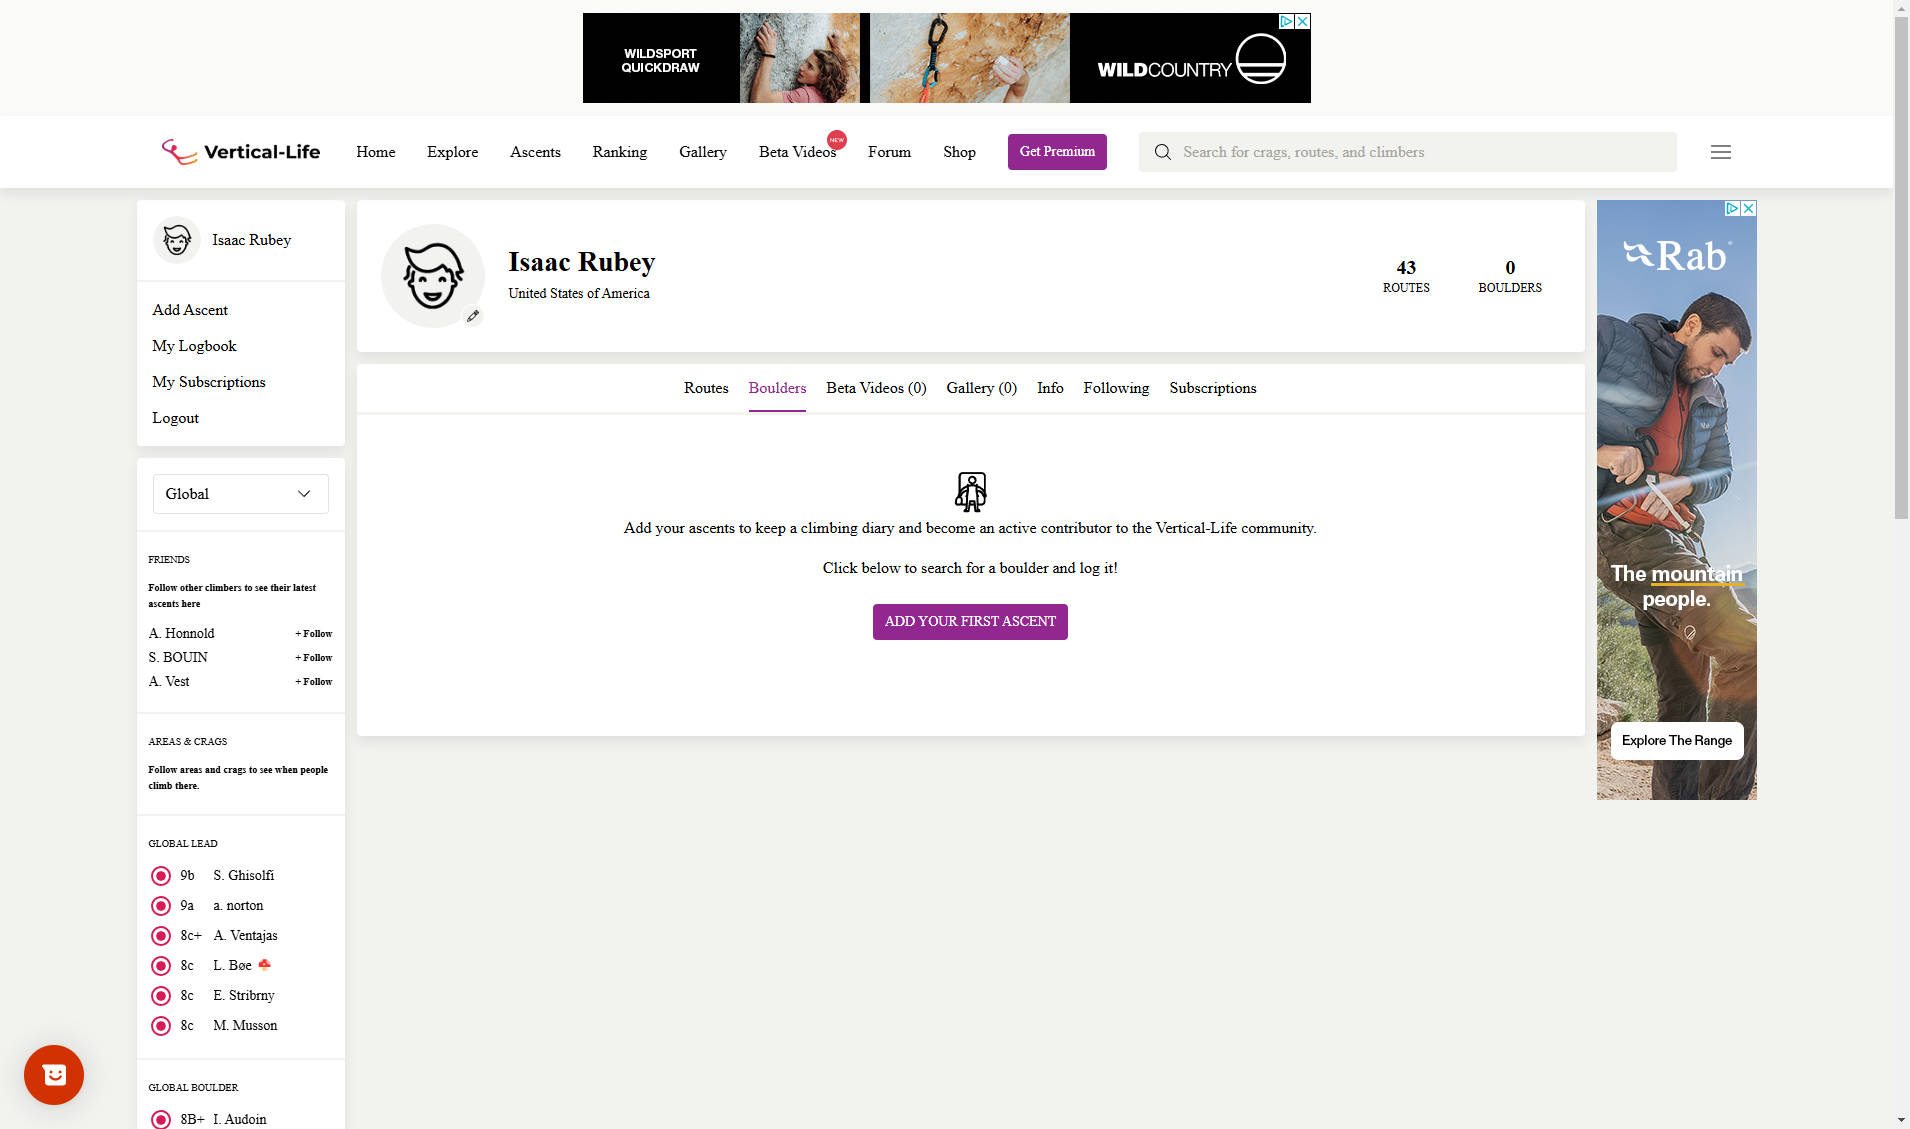 WILDSPORT
QUICKDRAW
WILDCOUNTRY
Vertical-Life
Home
Explore
Ascents
Ranking
Gallery
Beta Videos
NEW
Forum
Shop
Get Premium
Search for crags, routes, and climbers
Isaac Rubey
Add Ascent
My Logbook
My Subscriptions
Logout
Global
FRIENDS
Follow other climbers to see their latest
ascents here
A. Honnold + Follow
S. BOUIN + Follow
A. Vest + Follow
AREAS & CRAGS
Follow areas and crags to see when people
climb there.
GLOBAL LEAD
9b S. Ghisolfi
9a a. norton
8c+ A. Ventajas
8c L. Bøe
8c E. Stribrny
8c M. Musson
GLOBAL BOULDER
8B+ I. Audoin
Isaac Rubey
United States of America
43
ROUTES
0
BOULDERS
Routes
Boulders
Beta Videos (0)
Gallery (0)
Info
Following
Subscriptions
Add your ascents to keep a climbing diary and become an active contributor to the Vertical-Life community.
Click below to search for a boulder and log it!
ADD YOUR FIRST ASCENT
Rab
The mountain
people.
Explore The Range